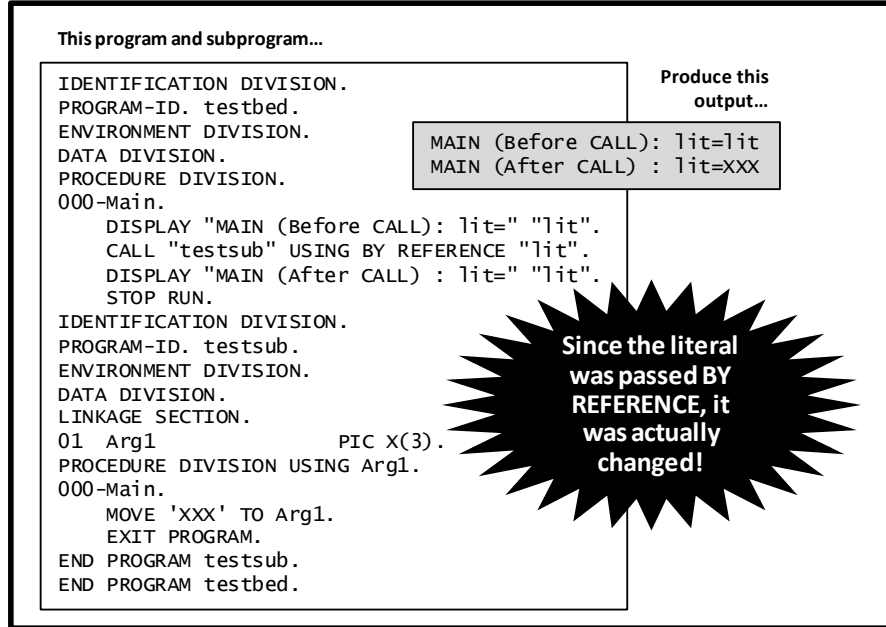 This program and subprogram…
Produce this
output…
IDENTIFICATION DIVISION.
PROGRAM-ID. testbed.
ENVIRONMENT DIVISION.
DATA DIVISION.
PROCEDURE DIVISION.
000-Main.
    DISPLAY "MAIN (Before CALL): lit=" "lit".
    CALL "testsub" USING BY REFERENCE "lit".
    DISPLAY "MAIN (After CALL) : lit=" "lit".
    STOP RUN.
IDENTIFICATION DIVISION.
PROGRAM-ID. testsub.
ENVIRONMENT DIVISION.
DATA DIVISION.
LINKAGE SECTION.
01  Arg1                PIC X(3).
PROCEDURE DIVISION USING Arg1.
000-Main.
    MOVE 'XXX' TO Arg1.
    EXIT PROGRAM.
END PROGRAM testsub.
END PROGRAM testbed.
MAIN (Before CALL): lit=lit
MAIN (After CALL) : lit=XXX
Since the literal
was passed BY
REFERENCE, it
was actually
changed!